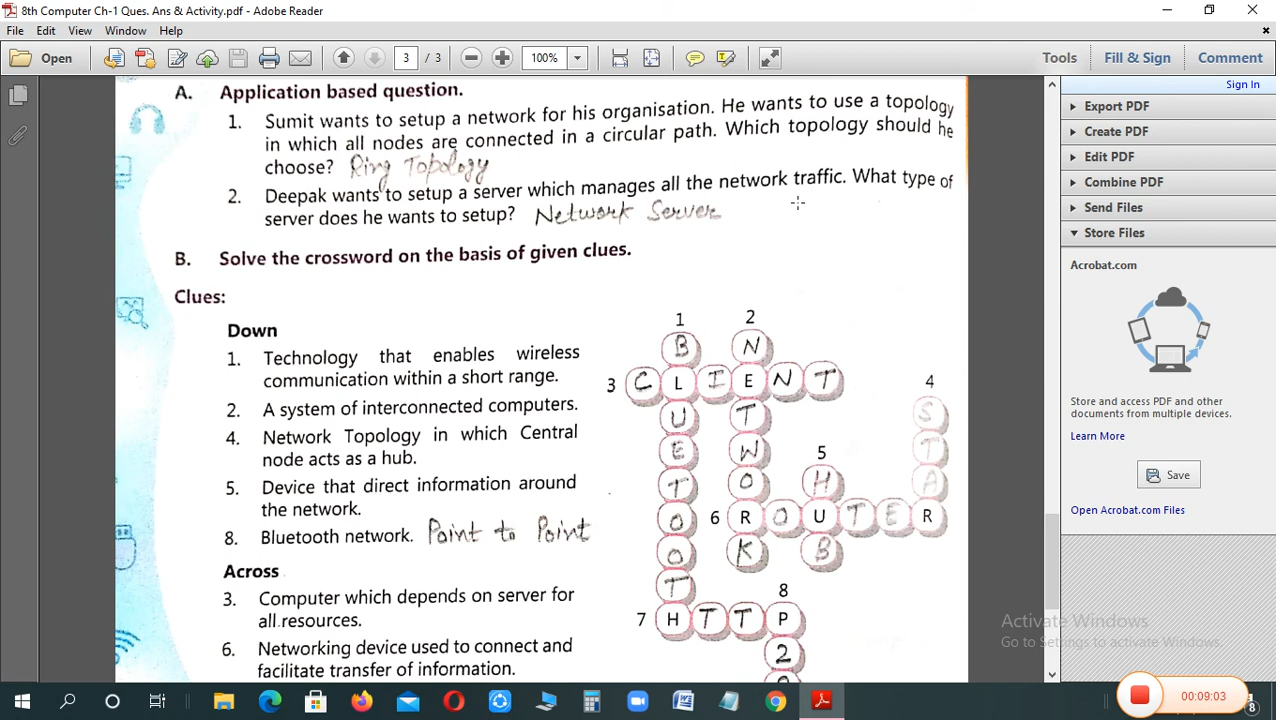 8th Computer Ch-1 Ques. Ans & Activity.pdf - Adobe Reader
File Edit View Window Help
Open 3 / 3 100% Tools Fill & Sign Comment
Sign In
Export PDF
Create PDF
Edit PDF
Combine PDF
Send Files
Store Files
Acrobat.com
Store and access PDF and other
documents from multiple devices.
Learn More
Save
Open Acrobat.com Files
A. Application based question.
1. Sumit wants to setup a network for his organisation. He wants to use a topology
in which all nodes are connected in a circular path. Which topology should he
choose? Ring Topology
2. Deepak wants to setup a server which manages all the network traffic. What type of
server does he wants to setup? Network Server
B. Solve the crossword on the basis of given clues.
Clues:
Down
1. Technology that enables wireless
communication within a short range.
2. A system of interconnected computers.
4. Network Topology in which Central
node acts as a hub.
5. Device that direct information around
the network.
8. Bluetooth network. Point to Point
Across
3. Computer which depends on server for
all resources.
6. Networking device used to connect and
facilitate transfer of information.
1 2
B N
3 C L I E N T 4
U T S
E W 5 T
T O H A
O 6 R O U T E R
O K B
T 8
7 H T T P
2
Activate Windows
Go to Settings to activate Windows.
00:09:03
8